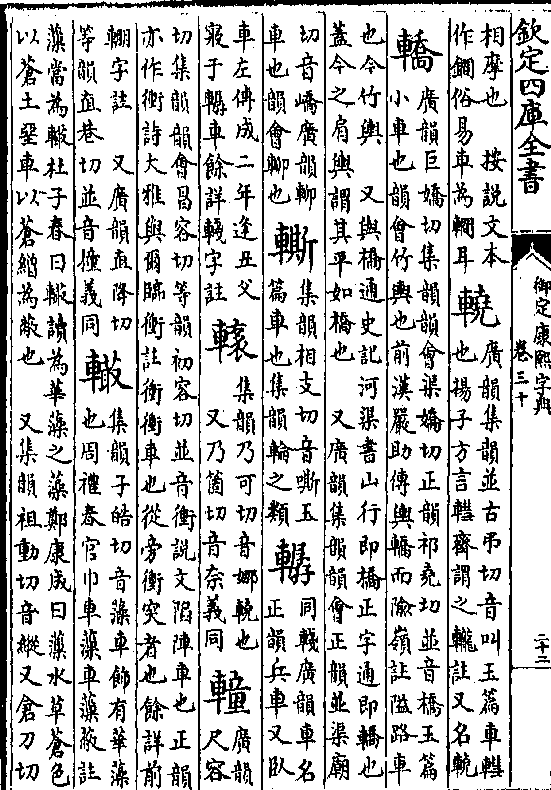 欽定四庫全書
御定康熙字典
卷三十
二十二
相摩也 按說文本
作䡞俗易車為輣耳 轈 廣韻集韻並古弔切音叫玉篇車軖
也揚子方言軖齊謂之䡵註又名䡝
轎 廣韻巨嬌切集韻韻會渠嬌切正韻祁堯切並音橋玉篇
小車也韻會竹輿也前漢嚴助傳輿轎而隃嶺註隘路車
也今竹輿 又與橋通史記河渠書山行即橋正字通即轎也
蓋今之肩輿謂其平如橋也 又廣韻集韻韻會正韻並渠廟
切音嶠廣韻輿
車也韻會輿也 䡳 集韻相支切音嘶玉
篇車也集韻輪之類 轏 同輚廣韻車名
正韻兵車又臥
車左傳成二年逢丑父
寢于轏車餘詳輚字註 轅 集韻乃可切音娜輓也
又乃箇切音奈義同 䡴 廣韻
尺容
切集韻韻會昌容切等韻初容切並音衝說文陷陣車也正韻
亦作衝詩大雅與爾臨衝註衝衝車也從旁衝突者也餘詳前
輣字註 又廣韻直降切
等韻直巷切並音撞義同 䡬 集韻子皓切音藻車飾有華藻
也周禮春官巾車藻車藻蔽註
藻當為轍杜子春曰轍讀為華藻之藻鄭康成曰藻水草蒼色
以蒼土堊車以蒼繒為蔽也 又集韻祖動切音縱又倉刀切